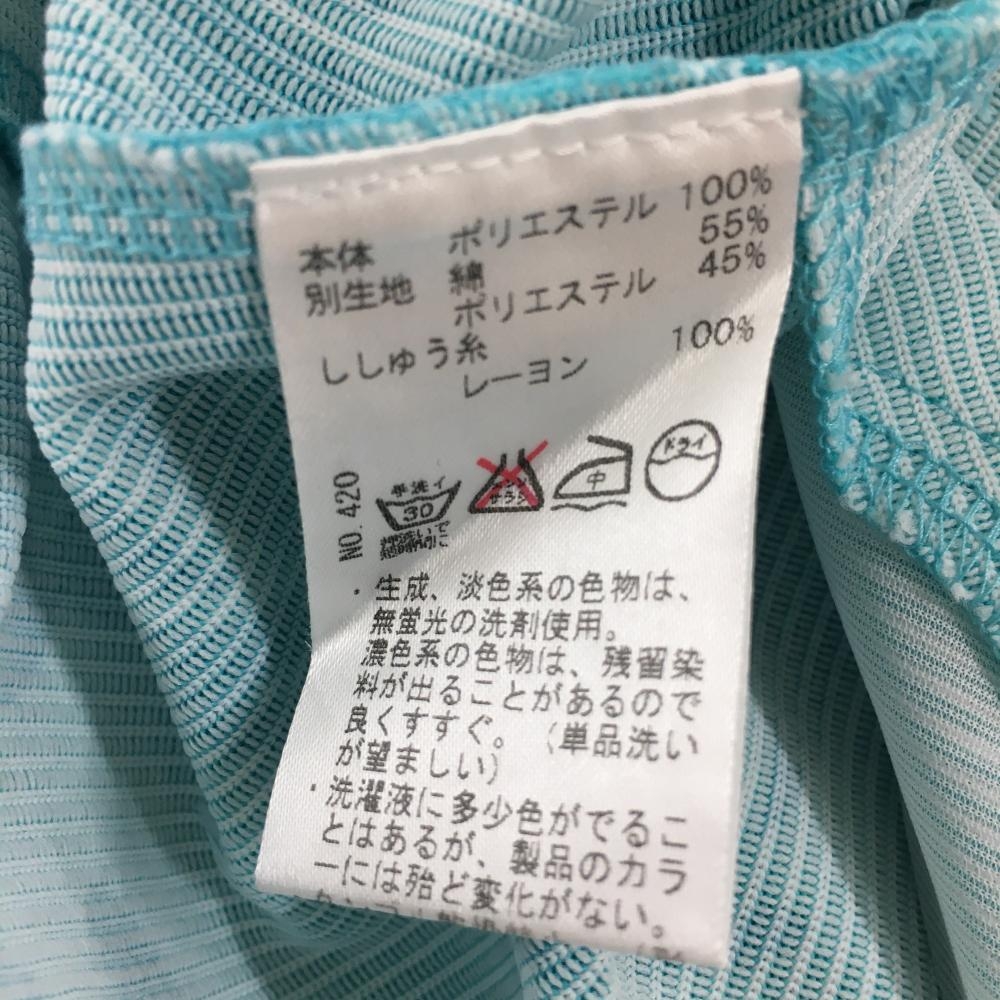 本体 ポリエステル 100%
別生地 綿 55%
ポリエステル 45%
ししゅう糸
レーヨン 100%
NO.420
手洗イ
30
エンソ
サラシ
中
ドライ
・生成、淡色系の色物は、
無蛍光の洗剤使用。
濃色系の色物は、残留染
料が出ることがあるので
良くすすぐ。（単品洗い
が望ましい）
・洗濯液に多少色がでるこ
とはあるが、製品のカラ
ーには殆ど変化がない。